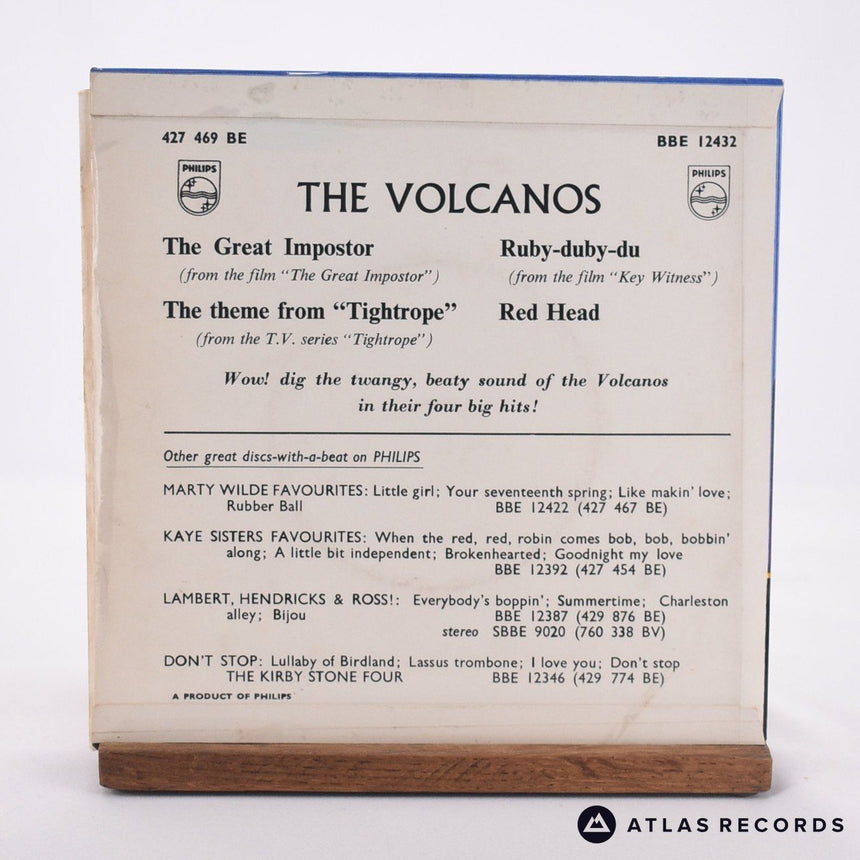 427 469 BE BBE 12432
PHILIPS PHILIPS
THE VOLCANOS
The Great Impostor Ruby-duby-du
(from the film "The Great Impostor") (from the film "Key Witness")
The theme from "Tightrope" Red Head
(from the T.V. series "Tightrope")
Wow! dig the twangy, beaty sound of the Volcanos
in their four big hits!
Other great discs-with-a-beat on PHILIPS
MARTY WILDE FAVOURITES: Little girl; Your seventeenth spring; Like makin' love;
Rubber Ball BBE 12422 (427 467 BE)
KAYE SISTERS FAVOURITES: When the red, red, robin comes bob, bob, bobbin'
along; A little bit independent; Brokenhearted; Goodnight my love
BBE 12392 (427 454 BE)
LAMBERT, HENDRICKS & ROSS!: Everybody's boppin'; Summertime; Charleston
alley; Bijou BBE 12387 (429 876 BE)
stereo SBBE 9020 (760 338 BV)
DON'T STOP: Lullaby of Birdland; Lassus trombone; I love you; Don't stop
THE KIRBY STONE FOUR BBE 12346 (429 774 BE)
A PRODUCT OF PHILIPS
ATLAS RECORDS